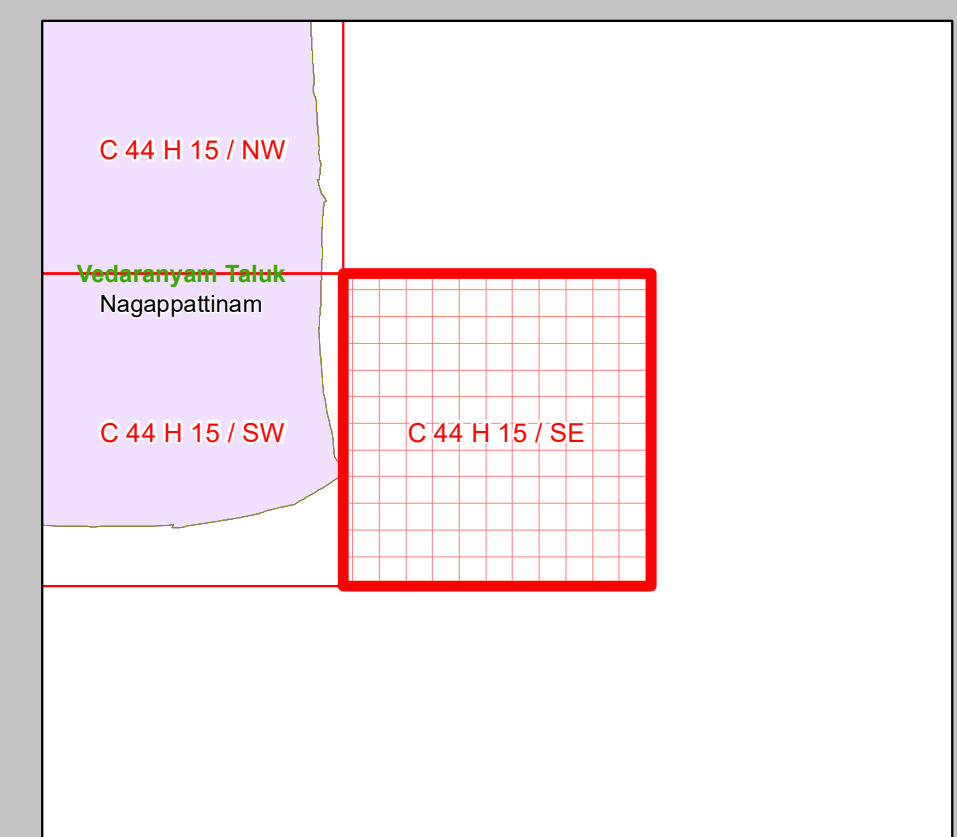 C 44 H 15 / NW
Vedaranyam Taluk
Nagappattinam
C 44 H 15 / SW
C 44 H 15 / SE